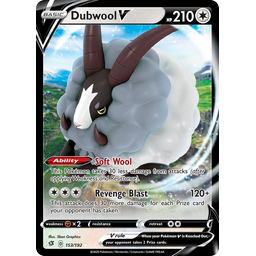 BASIC Dubwool V HP 210
Ability Soft Wool
This Pokémon takes 30 less damage from attacks (after
applying Weakness and Resistance).
Revenge Blast 120+
This attack does 30 more damage for each Prize card
your opponent has taken.
weakness ×2 resistance retreat
Illus.
153/192
V rule
When your Pokémon V is Knocked Out,
your opponent takes 2 Prize cards.